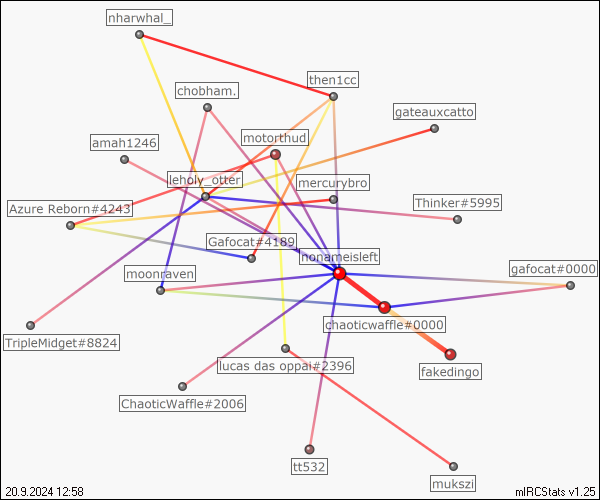 nharwhal_
then1cc
chobham.
gateauxcatto
motorthud
amah1246
leholy_otter
mercurybro
Thinker#5995
Azure Reborn#4243
Gafocat#4189
nonameisleft
moonraven
gafocat#0000
chaoticwaffle#0000
TripleMidget#8824
lucas das oppai#2396
fakedingo
ChaoticWaffle#2006
tt532
mukszi
20.9.2024 12:58
mIRCStats v1.25